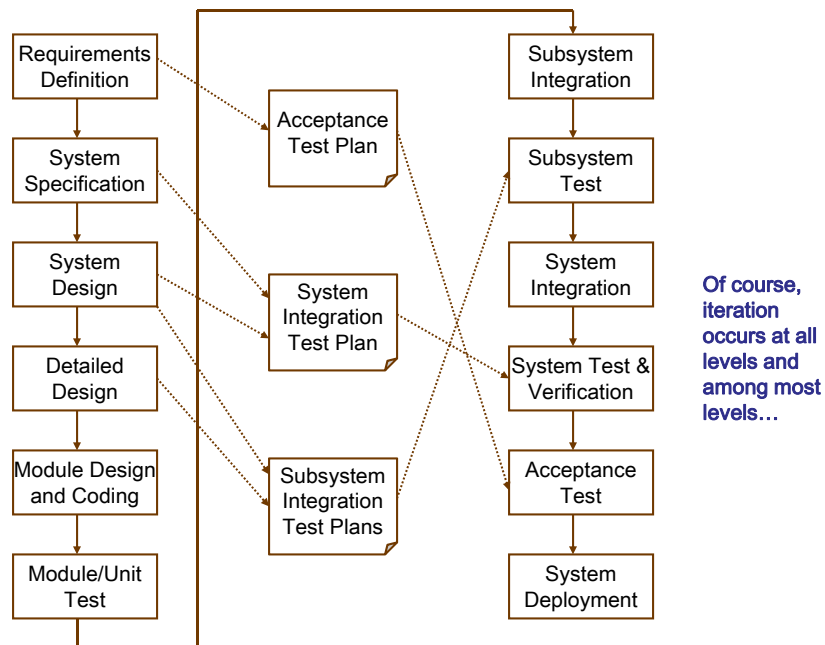 Requirements
Definition
System
Specification
System
Design
Detailed
Design
Module Design
and Coding
Module/Unit
Test
Acceptance
Test Plan
System
Integration
Test Plan
Subsystem
Integration
Test Plans
Subsystem
Integration
Subsystem
Test
System
Integration
System Test &
Verification
Acceptance
Test
System
Deployment
Of course,
iteration
occurs at all
levels and
among most
levels…